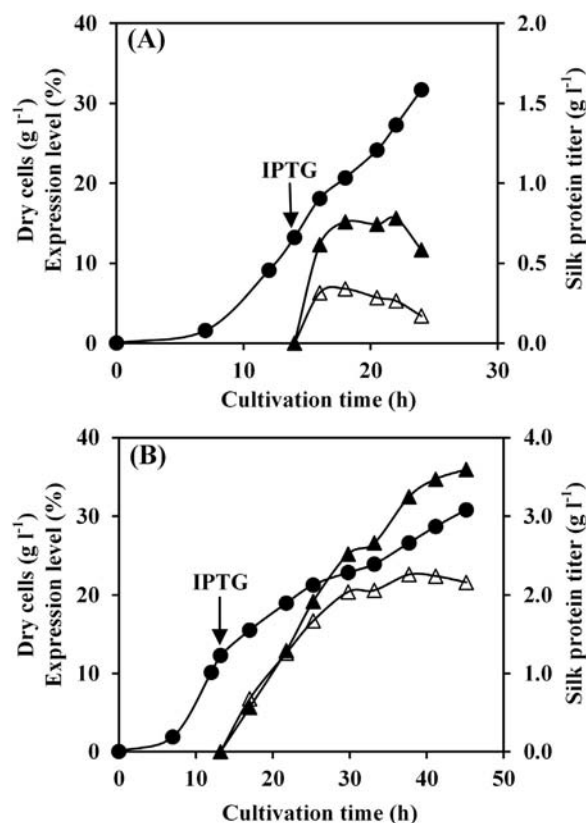 (A)
40
30
20
10
0
Dry cells (g l⁻¹)
Expression level (%)
IPTG
2.0
1.5
1.0
0.5
0.0
Silk protein titer (g l⁻¹)
0 10 20 30
Cultivation time (h)
(B)
40
30
20
10
0
Dry cells (g l⁻¹)
Expression level (%)
IPTG
4.0
3.0
2.0
1.0
0.0
Silk protein titer (g l⁻¹)
0 10 20 30 40 50
Cultivation time (h)